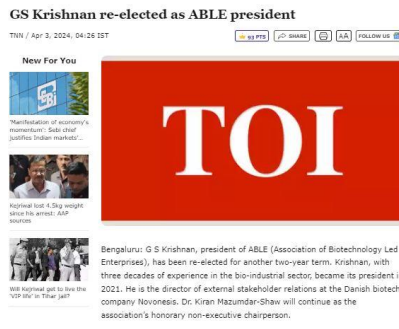 GS Krishnan re-elected as ABLE president
TNN / Apr 3, 2024, 04:26 IST
93 PTS
SHARE
AA
FOLLOW US
New For You
SEBI
'Manifestation of economy's
momentum': Sebi chief
justifies Indian markets'...
Kejriwal lost 4.5kg weight
since his arrest: AAP
sources
Will Kejriwal get to live the
'VIP life' in Tihar jail?
TOI
Bengaluru: G S Krishnan, president of ABLE (Association of Biotechnology Led
Enterprises), has been re-elected for another two-year term. Krishnan, with
three decades of experience in the bio-industrial sector, became its president i
2021. He is the director of external stakeholder relations at the Danish biotech
company Novonesis. Dr. Kiran Mazumdar-Shaw will continue as the
association's honorary non-executive chairperson.